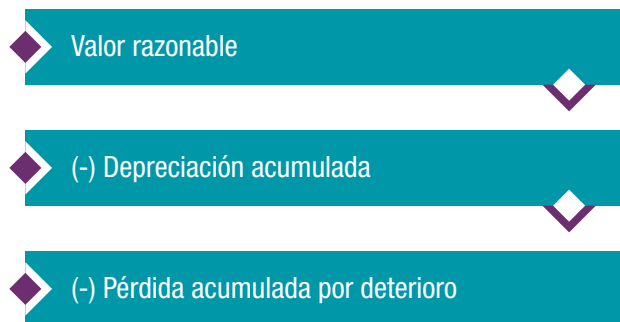 Valor razonable
(-) Depreciación acumulada
(-) Pérdida acumulada por deterioro